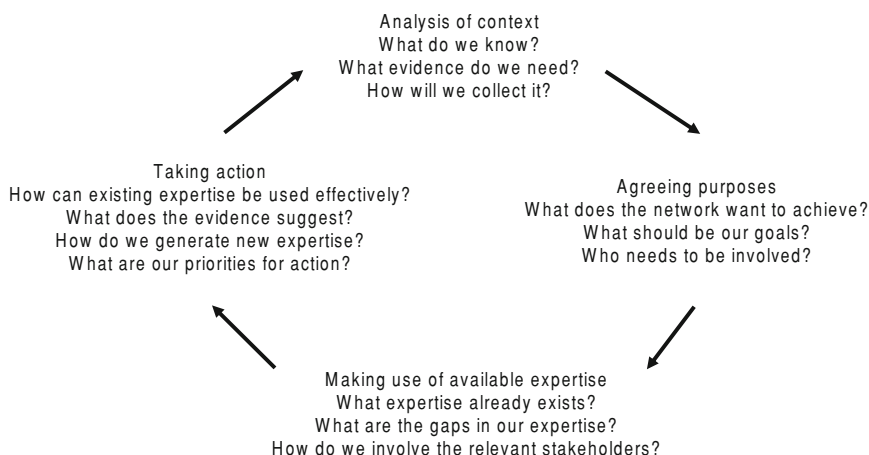 Analysis of context
What do we know?
What evidence do we need?
How will we collect it?
Agreeing purposes
What does the network want to achieve?
What should be our goals?
Who needs to be involved?
Making use of available expertise
What expertise already exists?
What are the gaps in our expertise?
How do we involve the relevant stakeholders?
Taking action
How can existing expertise be used effectively?
What does the evidence suggest?
How do we generate new expertise?
What are our priorities for action?